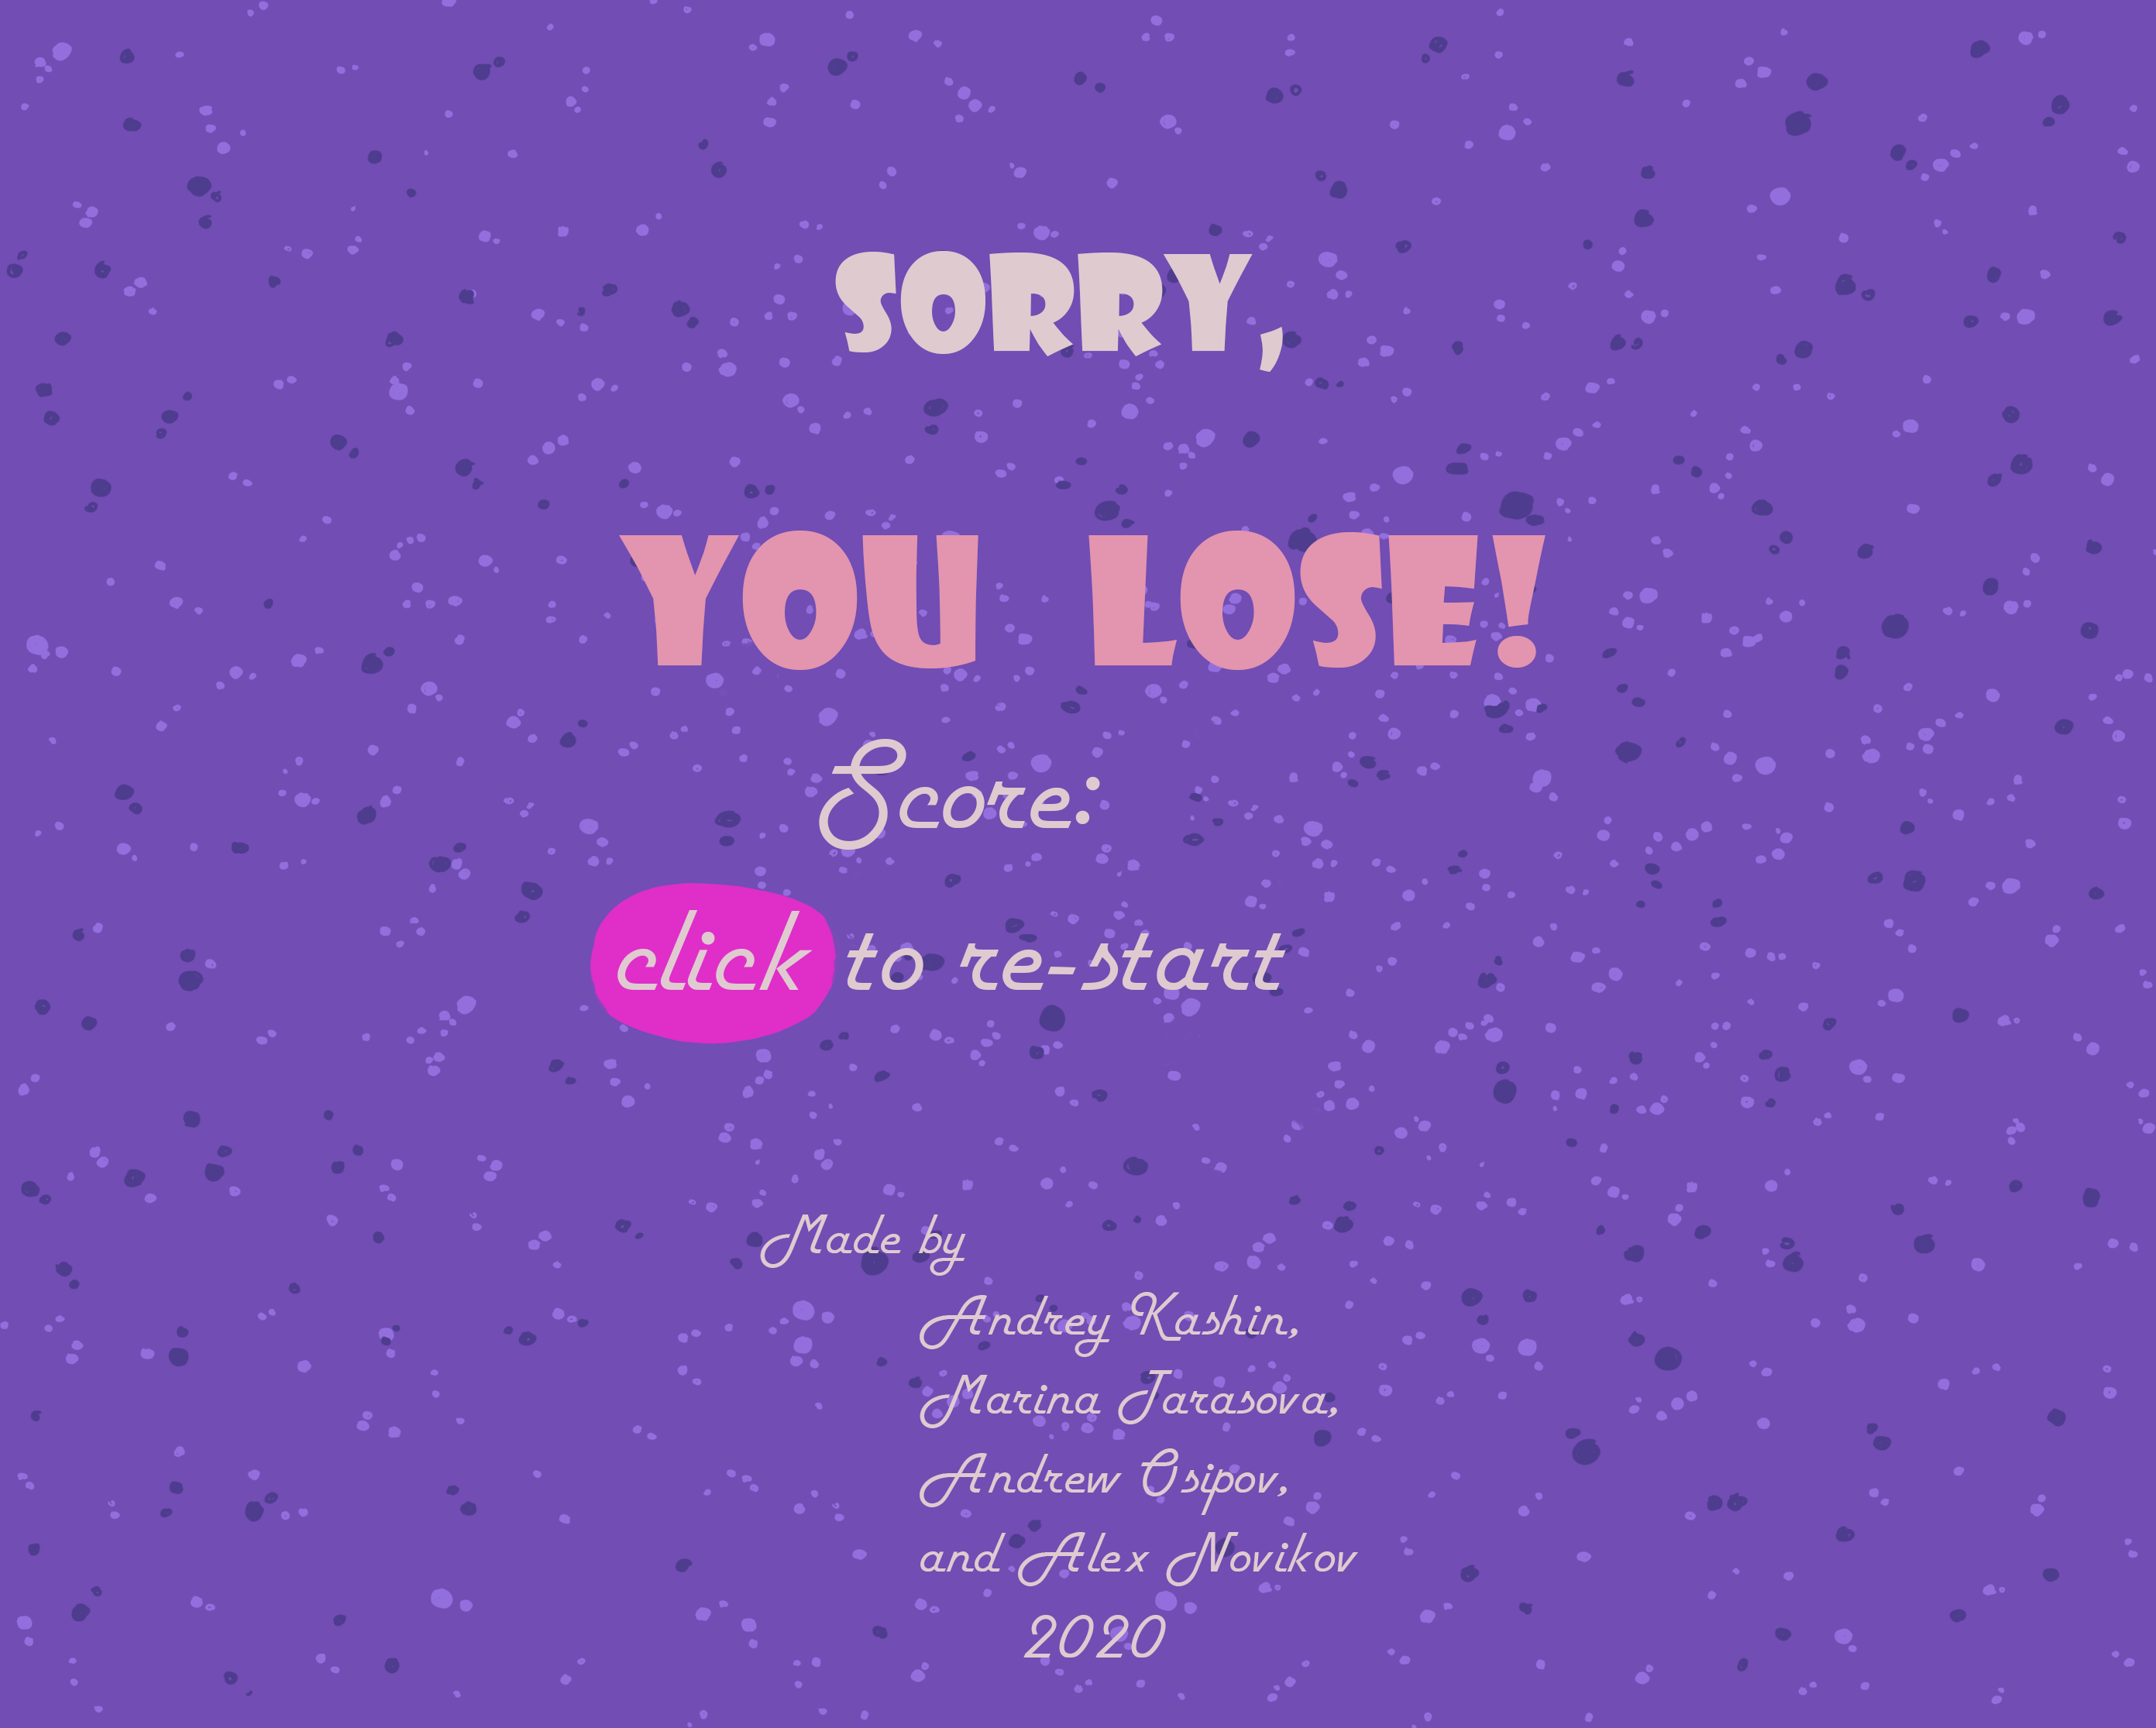 SORRY,
YOU LOSE!
Score:
click to re-start
Made by
Andrey Kashin,
Marina Tarasova,
Andrew Osipov,
and Alex Novikov
2020